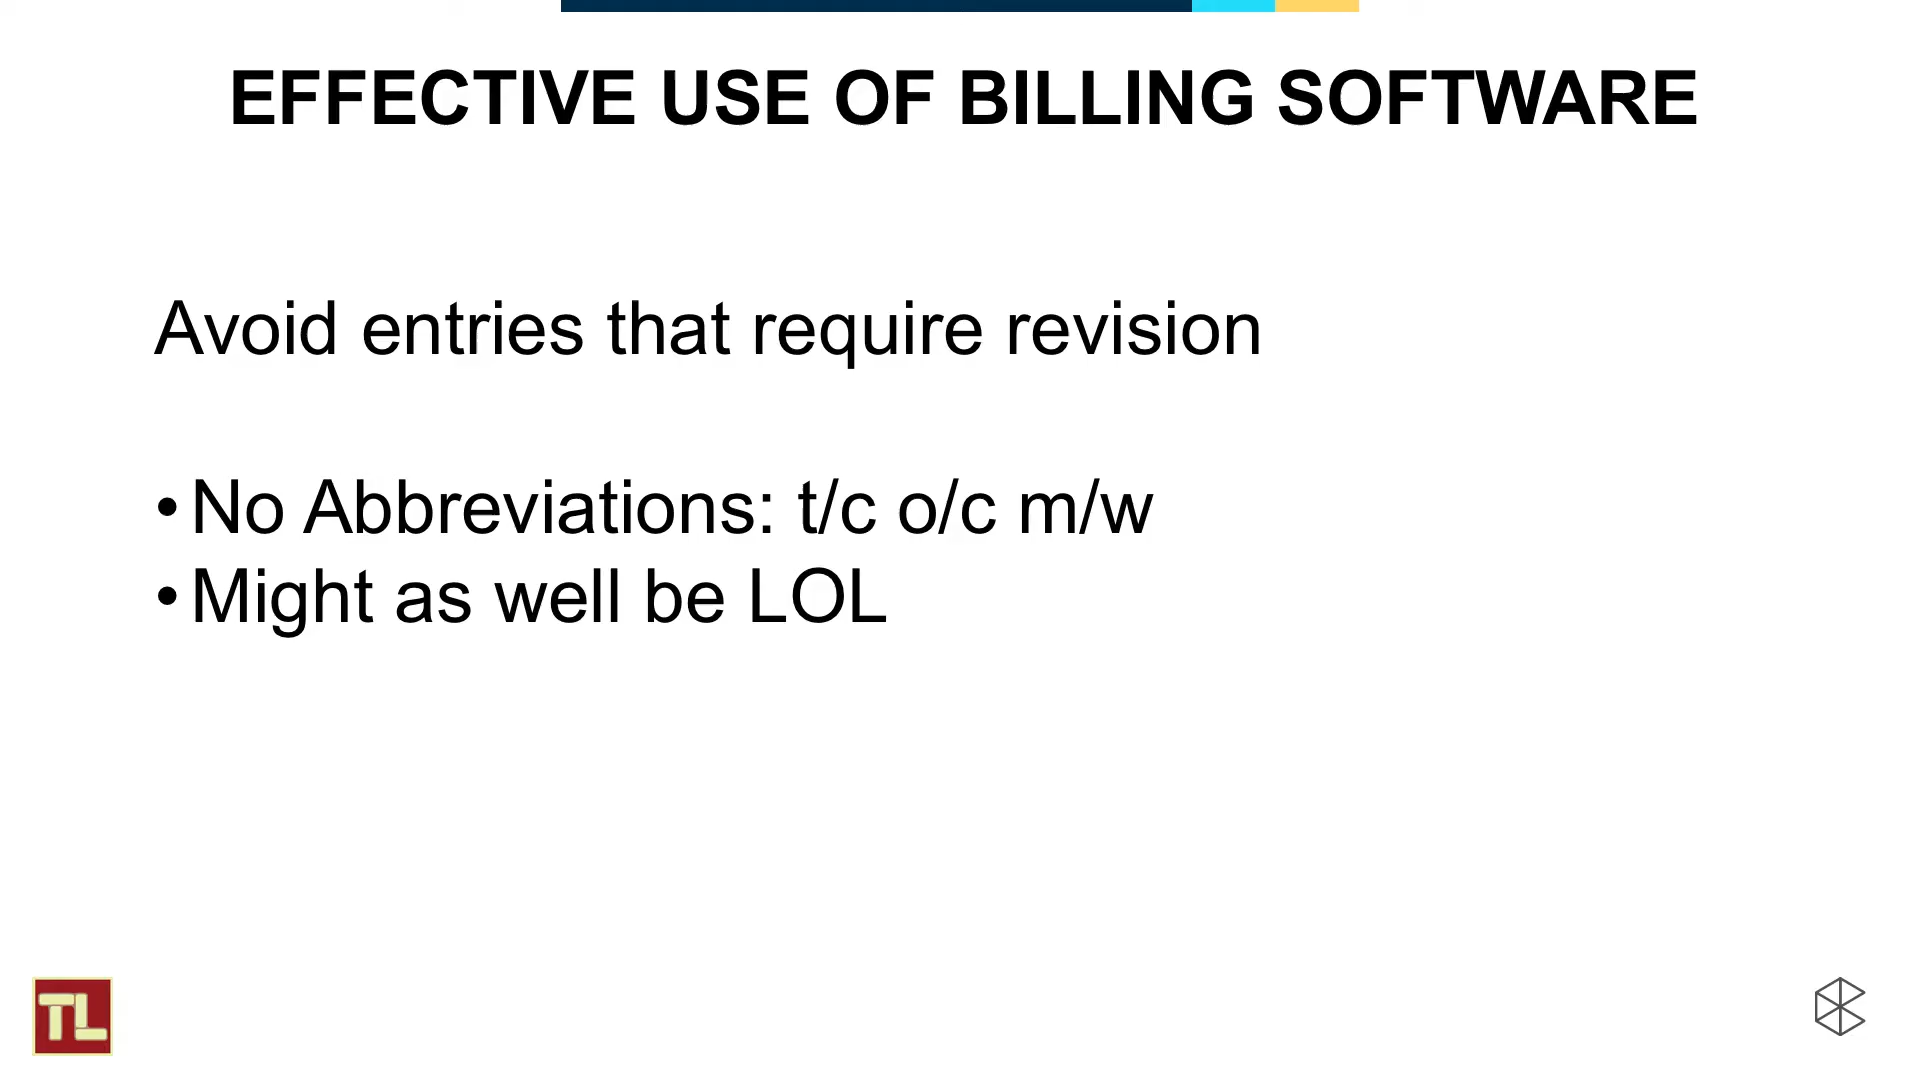 EFFECTIVE USE OF BILLING SOFTWARE
Avoid entries that require revision
•No Abbreviations: t/c o/c m/w
•Might as well be LOL
TL